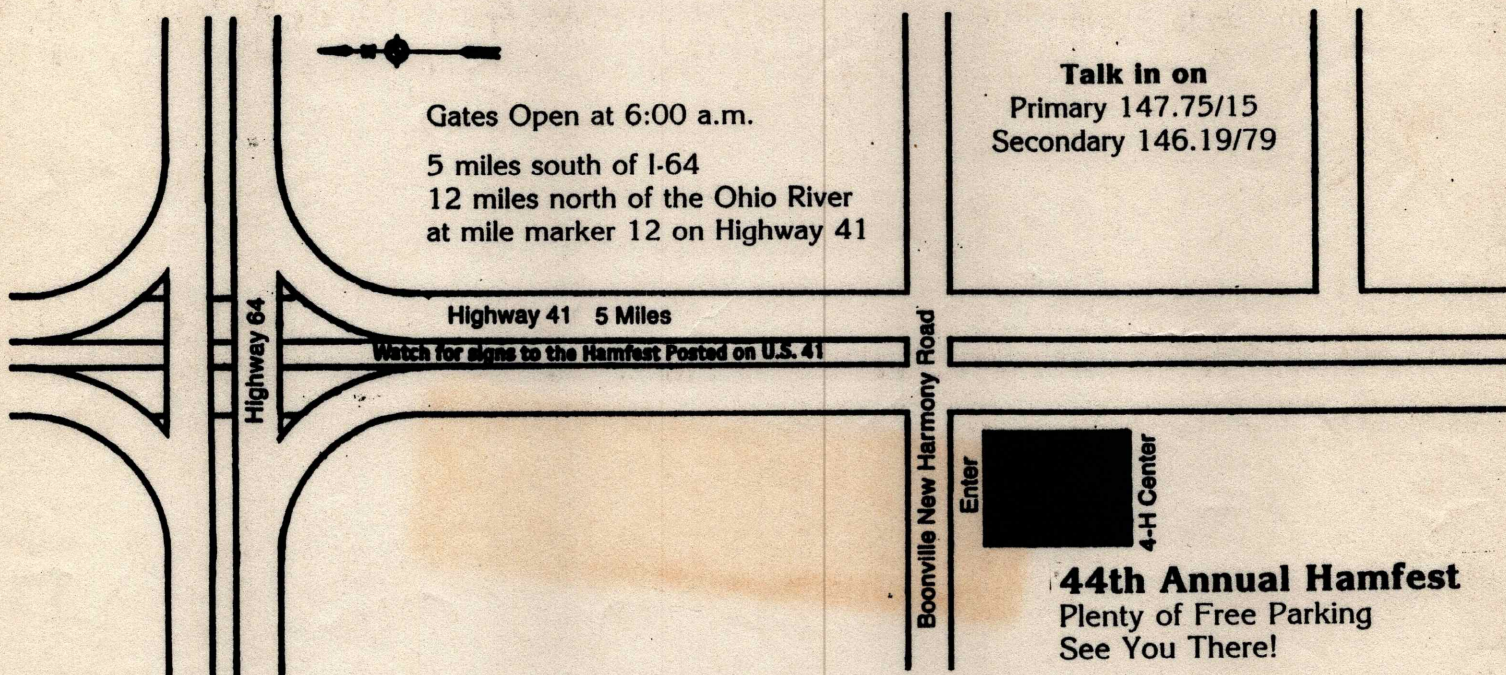 Gates Open at 6:00 a.m.
5 miles south of I-64
12 miles north of the Ohio River
at mile marker 12 on Highway 41
Talk in on
Primary 147.75/15
Secondary 146.19/79
Highway 41 5 Miles
Watch for signs to the Hamfest Posted on U.S. 41
Highway 64
Boonville New Harmony Road
Enter
4-H Center
44th Annual Hamfest
Plenty of Free Parking
See You There!